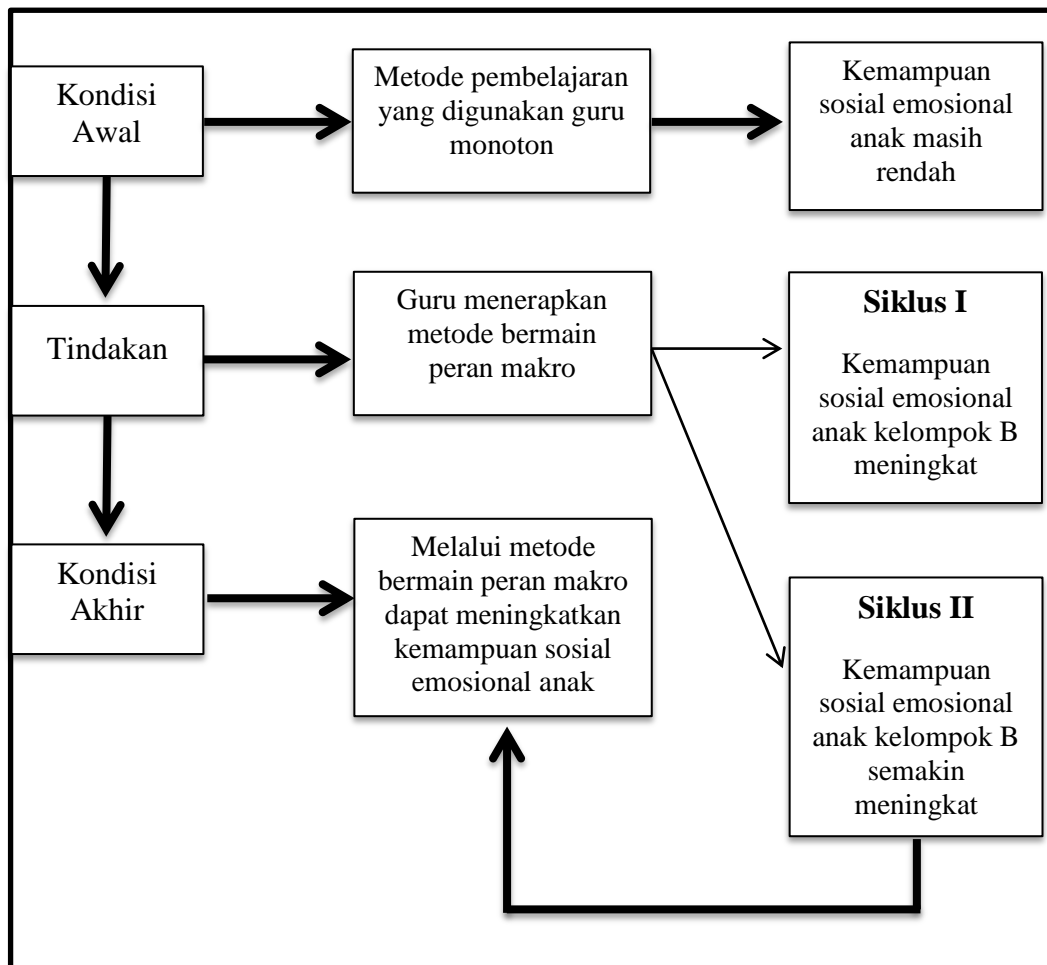 Kondisi
Awal
Metode pembelajaran
yang digunakan guru
monoton
Kemampuan
sosial emosional
anak masih
rendah
Tindakan
Guru menerapkan
metode bermain
peran makro
Siklus I
Kemampuan
sosial emosional
anak kelompok B
meningkat
Kondisi
Akhir
Melalui metode
bermain peran makro
dapat meningkatkan
kemampuan sosial
emosional anak
Siklus II
Kemampuan
sosial emosional
anak kelompok B
semakin
meningkat